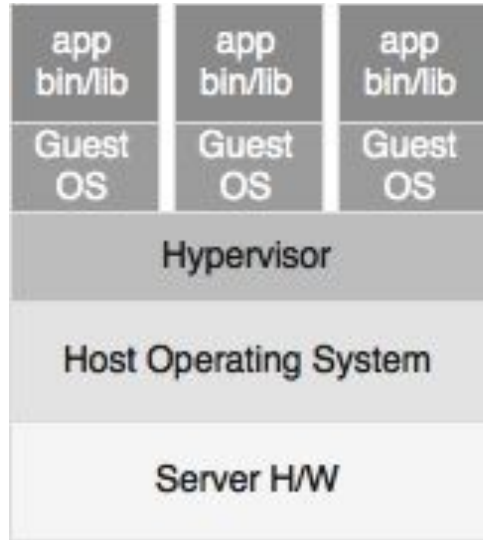 app app app
bin/lib bin/lib bin/lib
Guest Guest Guest
OS OS OS
Hypervisor
Host Operating System
Server H/W